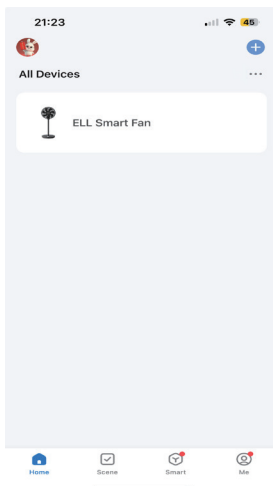 21:23
45
All Devices
ELL Smart Fan
Home
Scene
Smart
Me